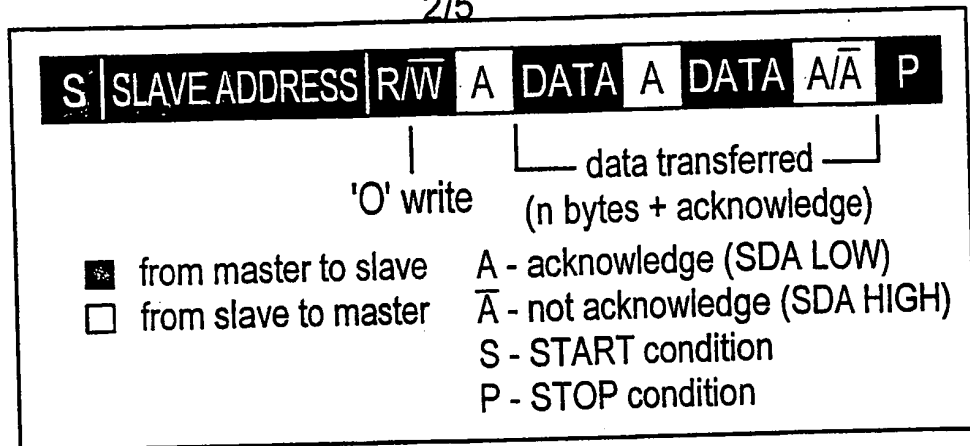 2/5
S SLAVE ADDRESS R/W̅ A DATA A DATA A/A̅ P
data transferred
'O' write (n bytes + acknowledge)
from master to slave A - acknowledge (SDA LOW)
from slave to master A̅ - not acknowledge (SDA HIGH)
S - START condition
P - STOP condition